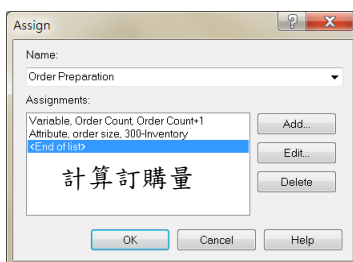 Assign
Name:
Order Preparation
Assignments:
Variable, Order Count, Order Count+1
Attribute, order size, 300-Inventory
<End of list>
Add...
Edit...
Delete
計算訂購量
OK
Cancel
Help